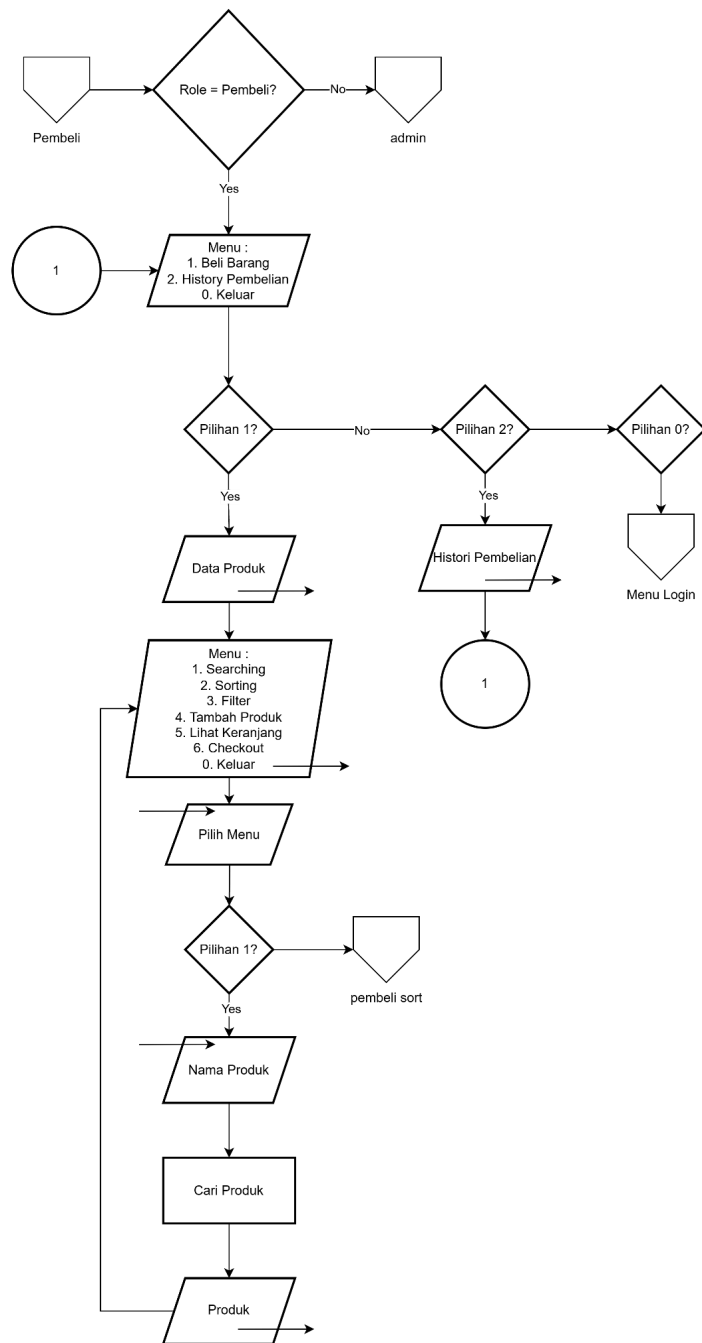 Role = Pembeli?
No
Pembeli
admin
Yes
1
Menu :
1. Beli Barang
2. History Pembelian
0. Keluar
Pilihan 1?
No
Pilihan 2?
Pilihan 0?
Yes
Yes
Data Produk
Histori Pembelian
Menu Login
Menu :
1. Searching
2. Sorting
3. Filter
4. Tambah Produk
5. Lihat Keranjang
6. Checkout
0. Keluar
1
Pilih Menu
Pilihan 1?
pembeli sort
Yes
Nama Produk
Cari Produk
Produk